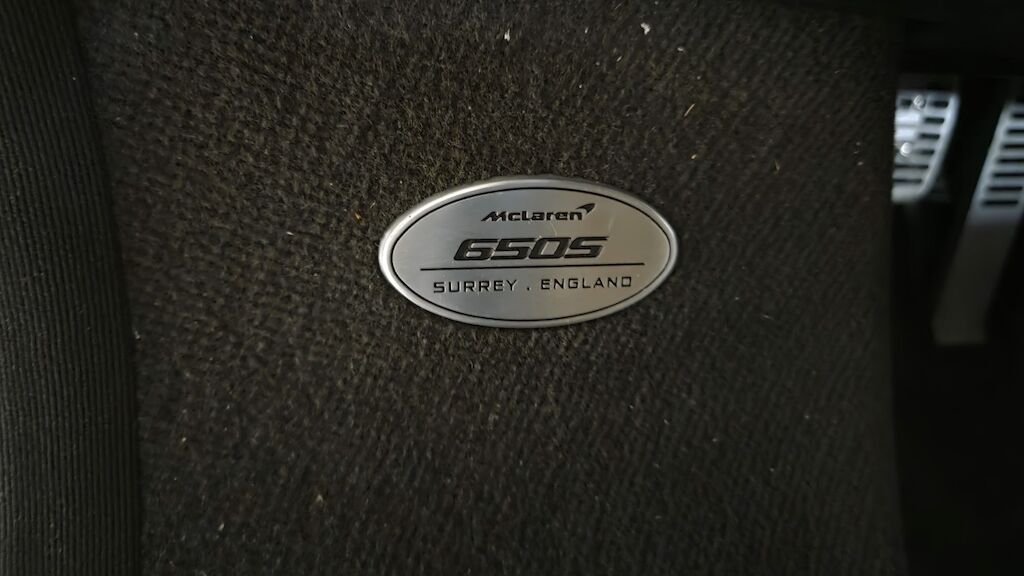 McLaren
650S
SURREY . ENGLAND